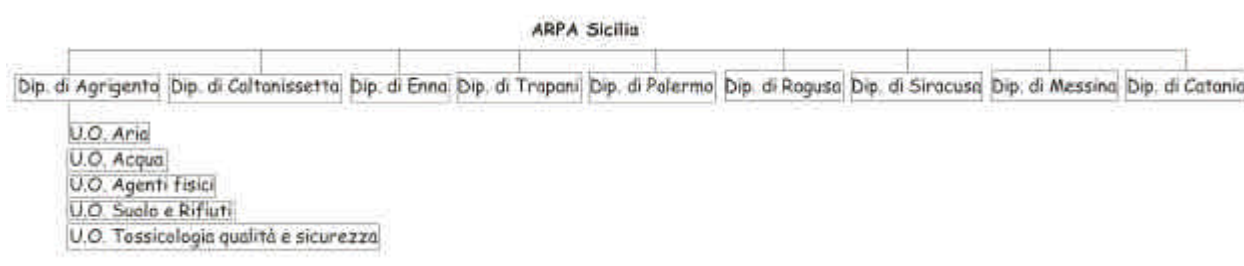 ARPA Sicilia
Dip. di Agrigento Dip. di Caltanissetta Dip. di Enna Dip. di Trapani Dip. di Palermo Dip. di Ragusa Dip. di Siracusa Dip. di Messina Dip. di Catania
U.O. Aria
U.O. Acqua
U.O. Agenti fisici
U.O. Suolo e Rifiuti
U.O. Tossicologia qualità e sicurezza